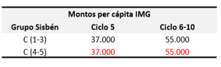 Montos per cápita IMG
Grupo Sisbén Ciclo 5 Ciclo 6-10
C (1-3) 37.000 55.000
C (4-5) 37.000 55.000